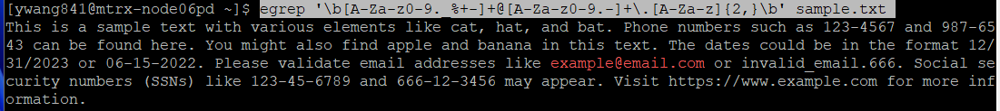 [ywang841@mtrx-node06pd ~]$ egrep '\b[A-Za-z0-9._%+-]+@[A-Za-z0-9.-]+\.[A-Za-z]{2,}\b' sample.txt
This is a sample text with various elements like cat, hat, and bat. Phone numbers such as 123-4567 and 987-65
43 can be found here. You might also find apple and banana in this text. The dates could be in the format 12/
31/2023 or 06-15-2022. Please validate email addresses like example@email.com or invalid_email.666. Social se
curity numbers (SSNs) like 123-45-6789 and 666-12-3456 may appear. Visit https://www.example.com for more inf
ormation.